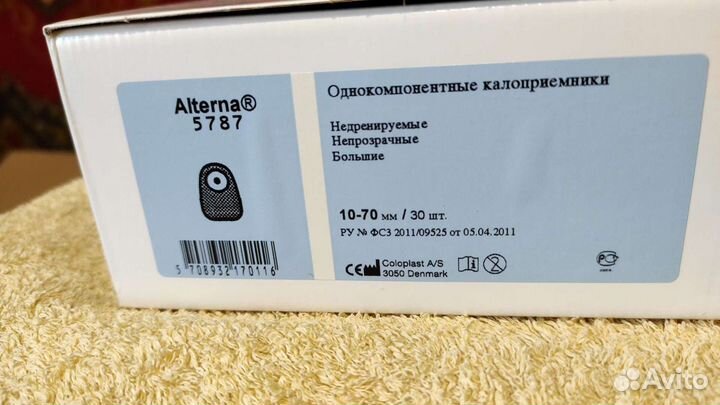 Alterna®
5787
5 708932 170116
Однокомпонентные калоприемники
Недренируемые
Непрозрачные
Большие
10-70 мм / 30 шт.
РУ № ФСЗ 2011/09525 от 05.04.2011
CE Coloplast A/S
3050 Denmark
Avito